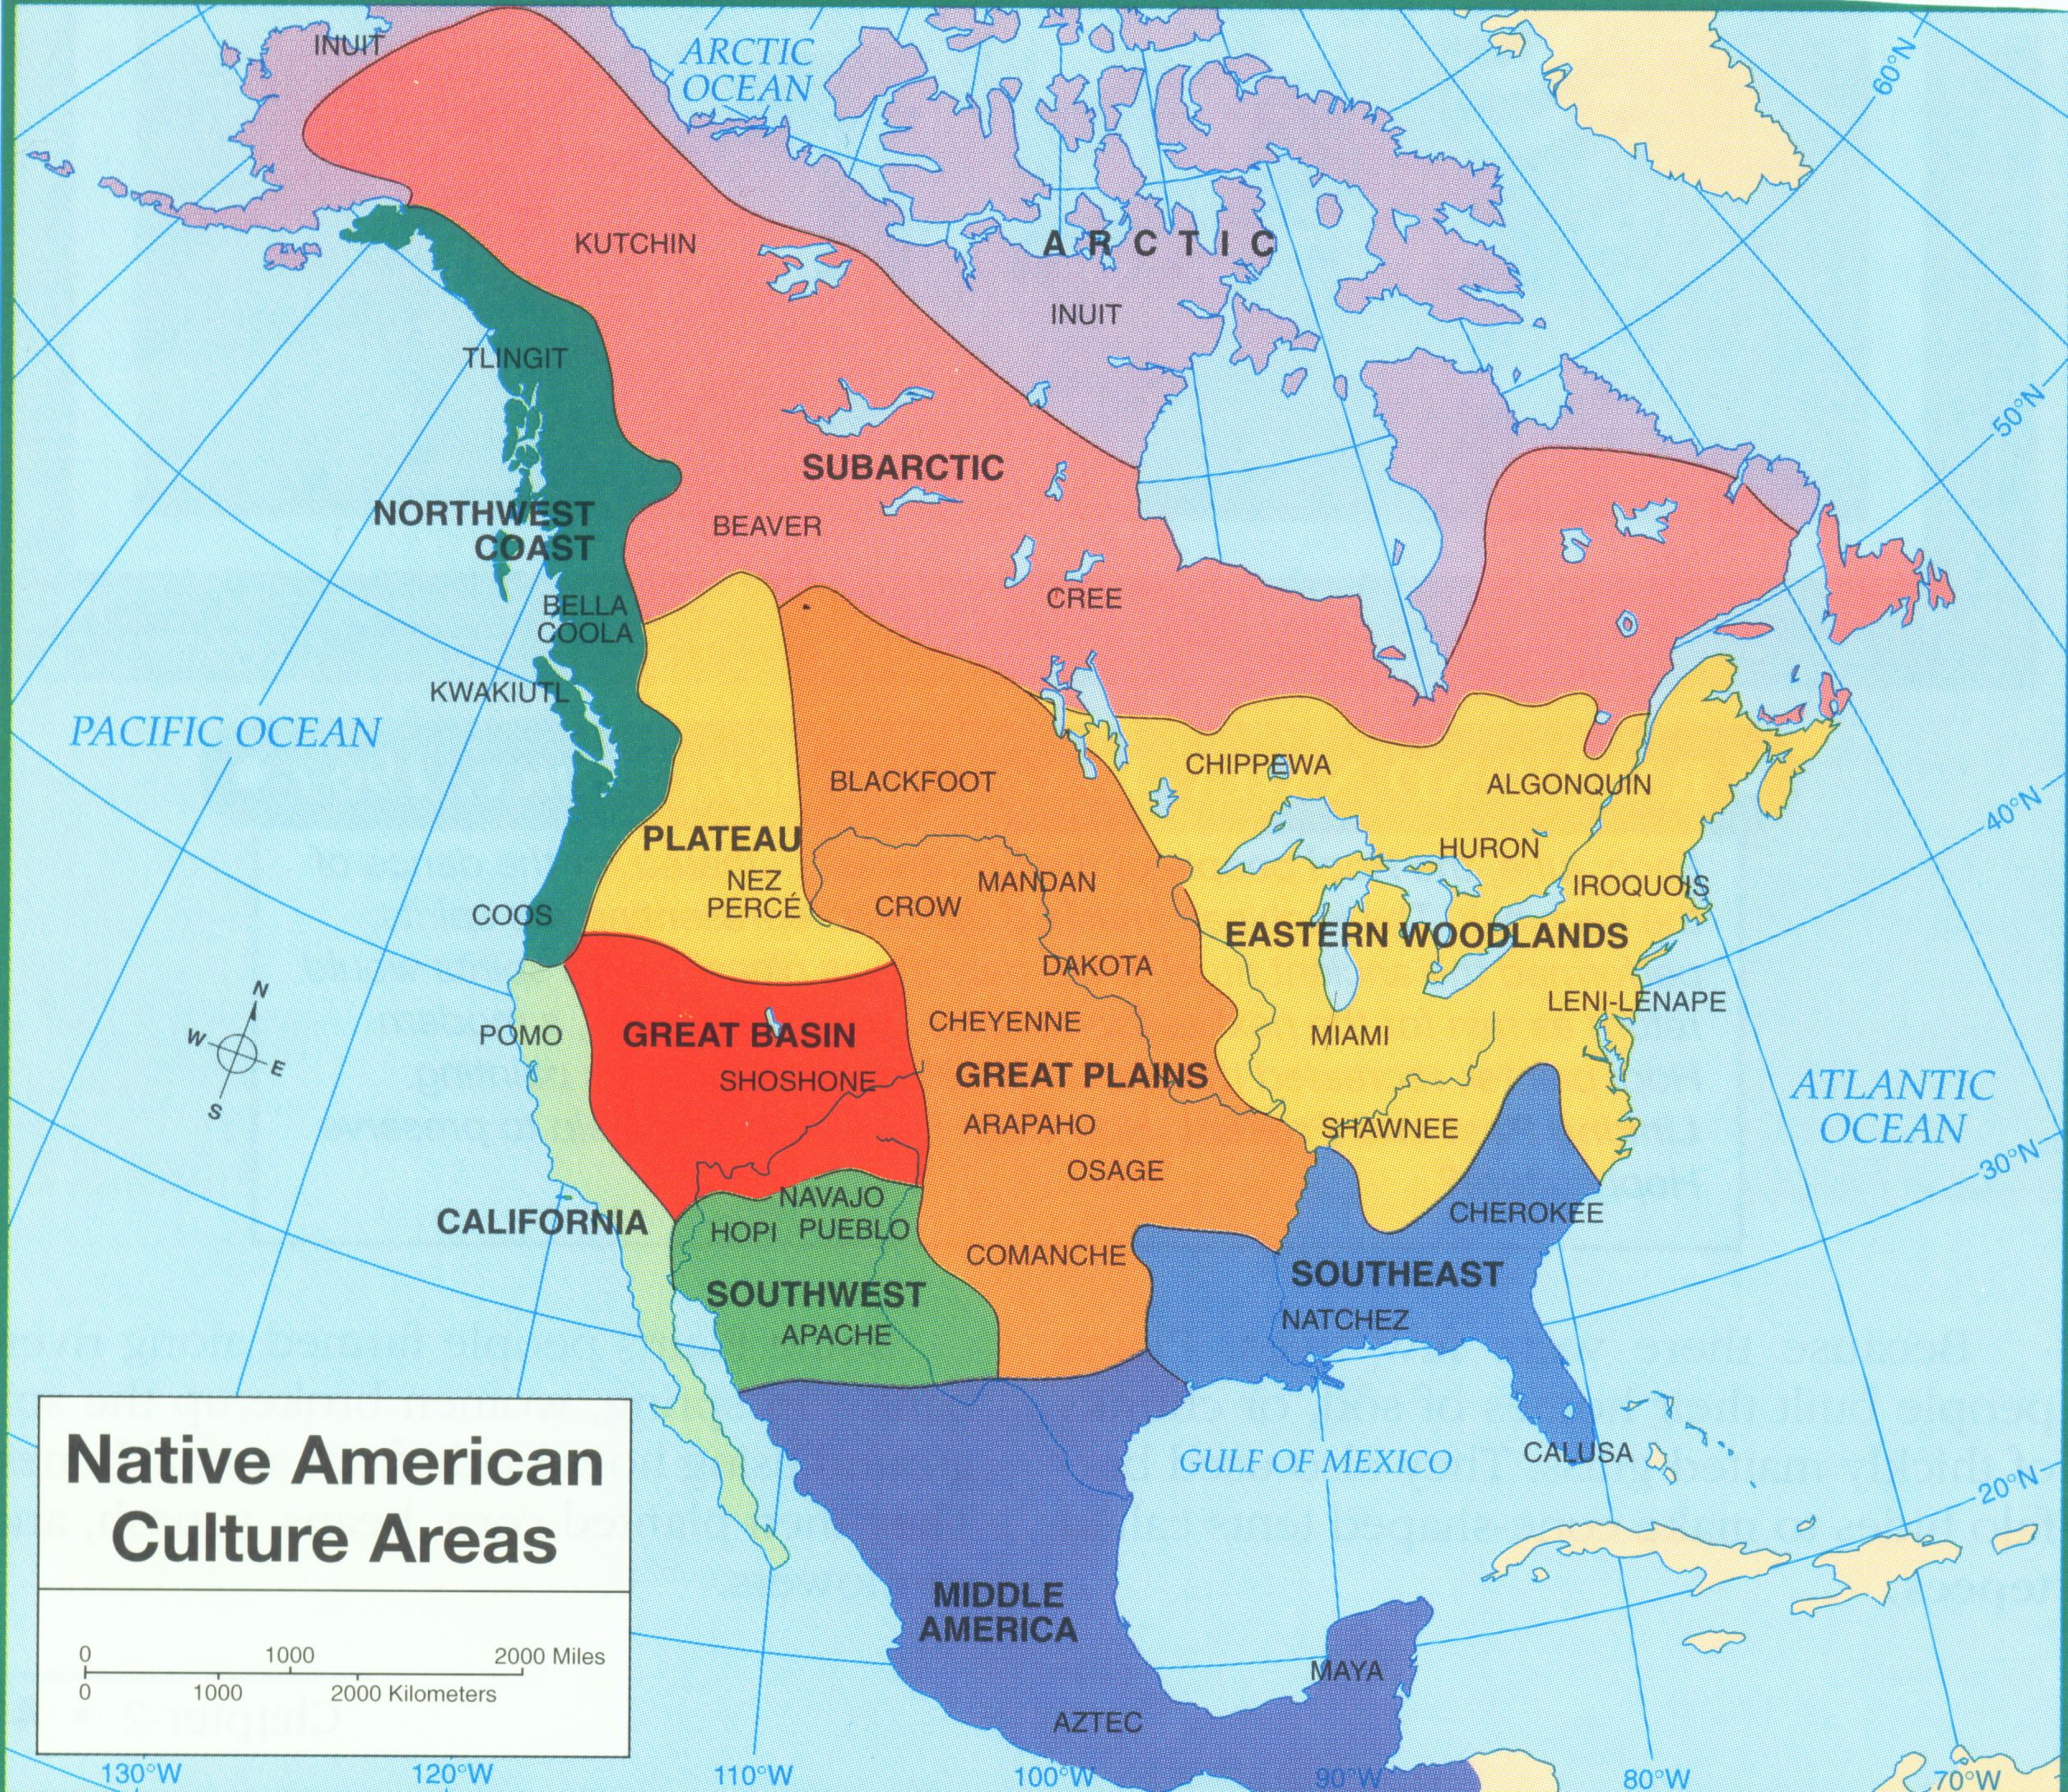 INUIT
ARCTIC
OCEAN
60°N
KUTCHIN
ARCTIC
INUIT
TLINGIT
50°N
SUBARCTIC
NORTHWEST
COAST
BEAVER
CREE
BELLA
COOLA
KWAKIUTL
PACIFIC OCEAN
CHIPPEWA
BLACKFOOT
ALGONQUIN
40°N
PLATEAU
HURON
NEZ
PERCÉ
MANDAN
IROQUOIS
CROW
COOS
EASTERN WOODLANDS
DAKOTA
N
W
E
S
LENI-LENAPE
CHEYENNE
POMO
GREAT BASIN
MIAMI
GREAT PLAINS
SHOSHONE
ATLANTIC
OCEAN
ARAPAHO
SHAWNEE
30°N
OSAGE
NAVAJO
CHEROKEE
CALIFORNIA
HOPI
PUEBLO
COMANCHE
SOUTHEAST
SOUTHWEST
NATCHEZ
APACHE
GULF OF MEXICO
CALUSA
20°N
Native American
Culture Areas
MIDDLE
AMERICA
0 1000 2000 Miles
0 1000 2000 Kilometers
MAYA
AZTEC
130°W 120°W 110°W 100°W 90°W 80°W 70°W